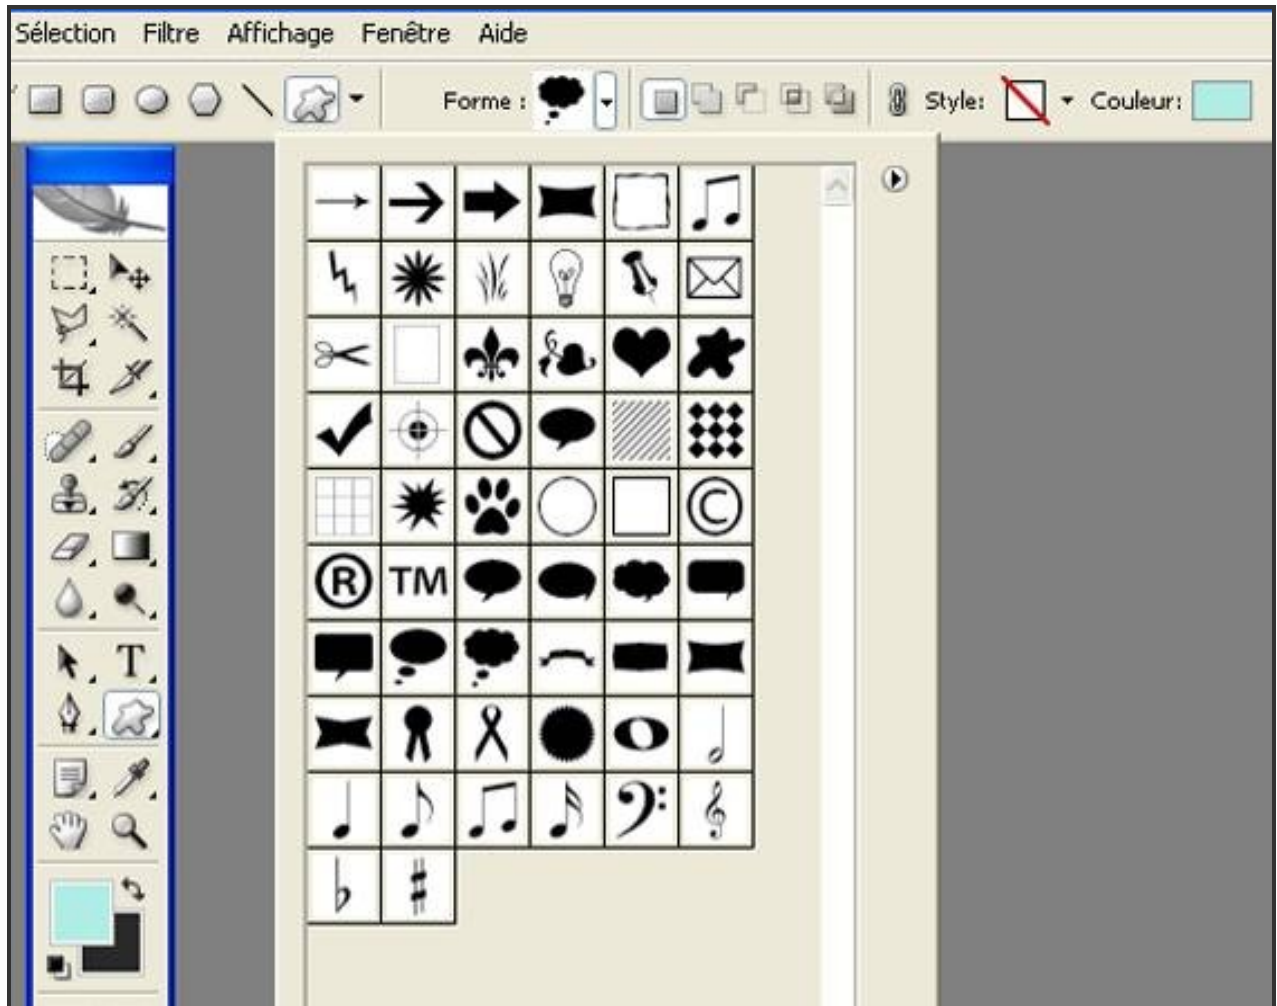 Sélection Filtre Affichage Fenêtre Aide
Forme : Style: Couleur:
©
® TM
T